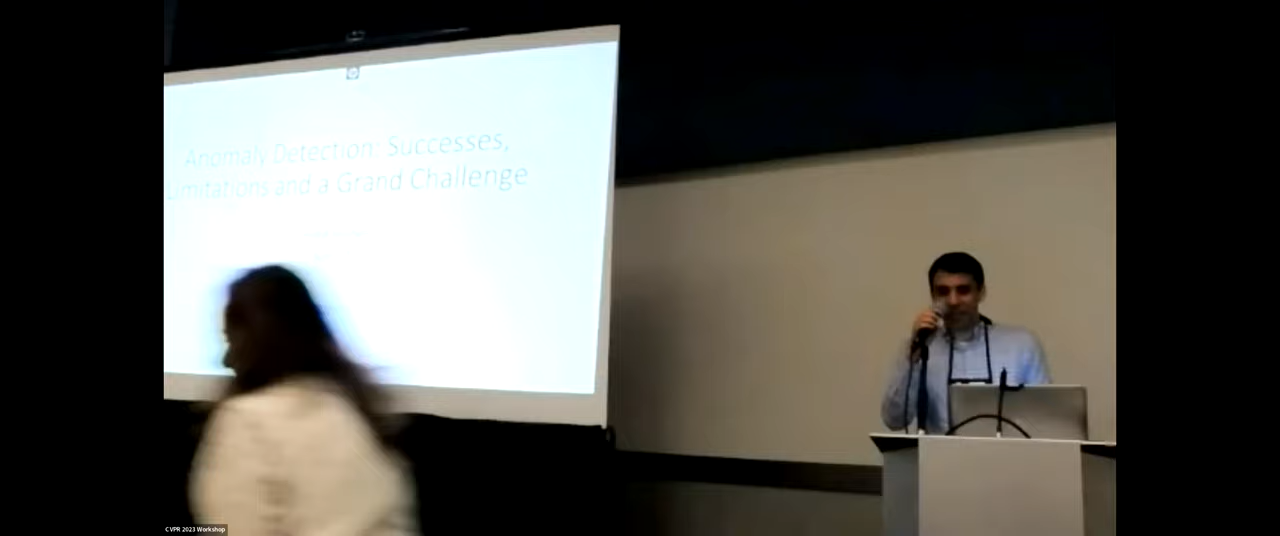 Anomaly Detection: Successes,
Limitations and a Grand Challenge
CVPR 2023 Workshop